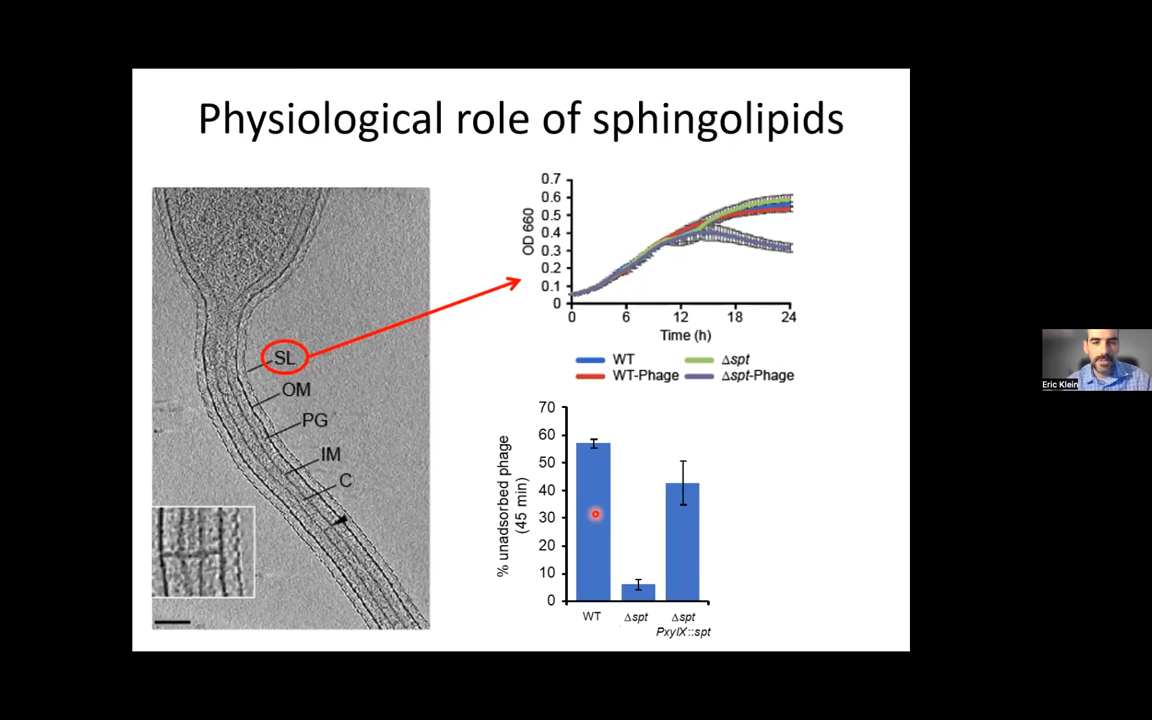 Physiological role of sphingolipids
SL
OM
PG
IM
C
0.7
0.6
0.5
0.4
0.3
0.2
0.1
0
OD 660
0 6 12 18 24
Time (h)
WT Δspt
WT-Phage Δspt-Phage
70
60
50
40
30
20
10
0
% unadsorbed phage
(45 min)
WT Δspt Δspt
PxylX::spt
Eric Klein